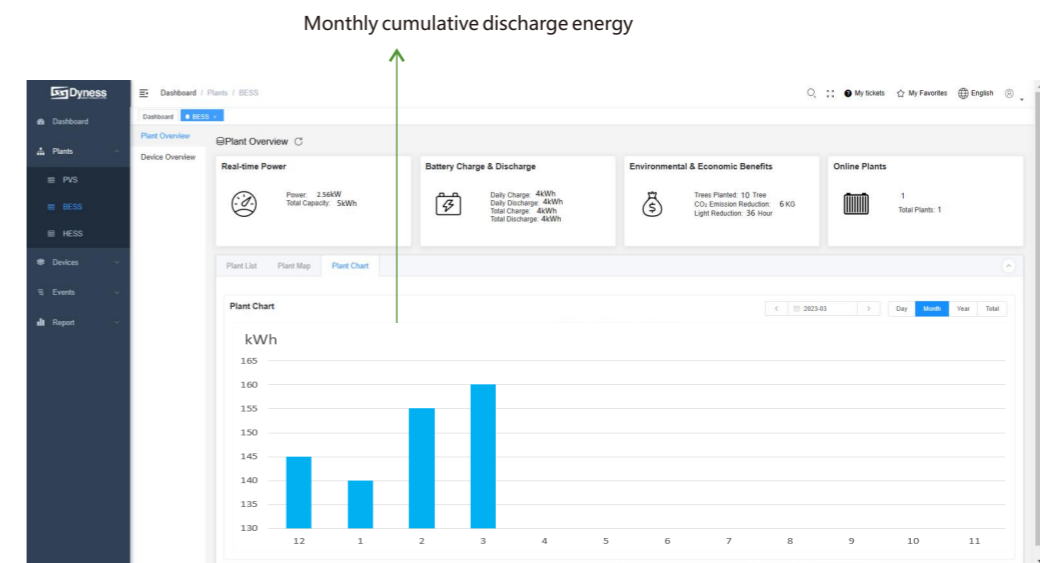 Monthly cumulative discharge energy
Dyness
Dashboard / Plants / BESS
My tickets
My Favorites
English
Dashboard
Dashboard
BESS ×
Plants
PVS
BESS
HESS
Devices
Events
Report
Plant Overview
Device Overview
Plant Overview
Real-time Power
Power: 2.56kW
Total Capacity: 5kWh
Battery Charge & Discharge
Daily Charge: 4kWh
Daily Discharge: 4kWh
Total Charge: 4kWh
Total Discharge: 4kWh
Environmental & Economic Benefits
Trees Planted: 10 Tree
CO₂ Emission Reduction: 6 KG
Light Reduction: 36 Hour
Online Plants
1
Total Plants: 1
Plant List
Plant Map
Plant Chart
Plant Chart
< 2023-03 >
Day
Month
Year
Total
kWh
165
160
155
150
145
140
135
130
12 1 2 3 4 5 6 7 8 9 10 11